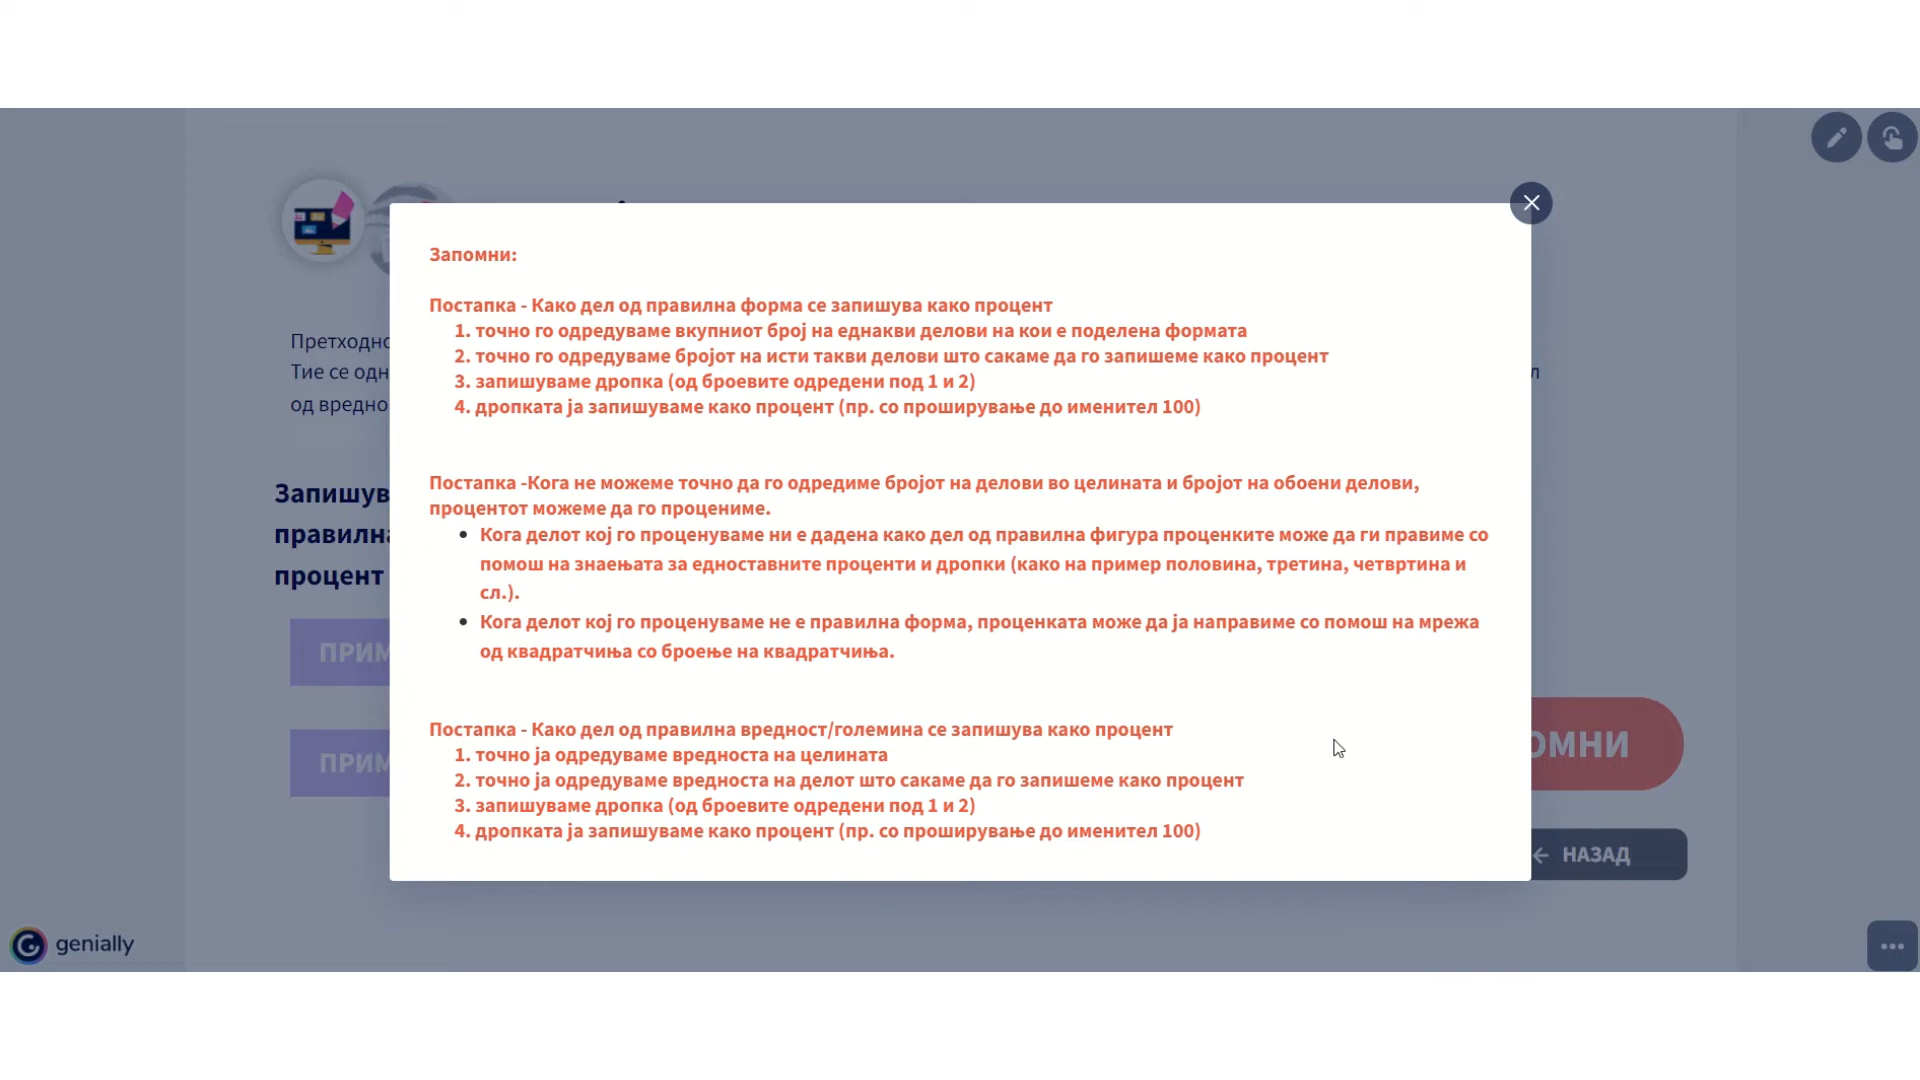 Запомни:
Постапка - Како дел од правилна форма се запишува како процент
1. точно го одредуваме вкупниот број на еднакви делови на кои е поделена формата
2. точно го одредуваме бројот на исти такви делови што сакаме да го запишеме како процент
3. запишуваме дропка (од броевите одредени под 1 и 2)
4. дропката ја запишуваме како процент (пр. со проширување до именител 100)
Постапка -Кога не можеме точно да го одредиме бројот на делови во целината и бројот на обоени делови,
процентот можеме да го процениме.
Кога делот кој го проценуваме ни е дадена како дел од правилна фигура проценките може да ги правиме со
помош на знаењата за едноставните проценти и дропки (како на пример половина, третина, четвртина и
сл.).
Кога делот кој го проценуваме не е правилна форма, проценката може да ја направиме со помош на мрежа
од квадратчиња со броење на квадратчиња.
Постапка - Како дел од правилна вредност/големина се запишува како процент
1. точно ја одредуваме вредноста на целината
2. точно ја одредуваме вредноста на делот што сакаме да го запишеме како процент
3. запишуваме дропка (од броевите одредени под 1 и 2)
4. дропката ја запишуваме како процент (пр. со проширување до именител 100)
Тие се
од
процент
НАЗАД
genially